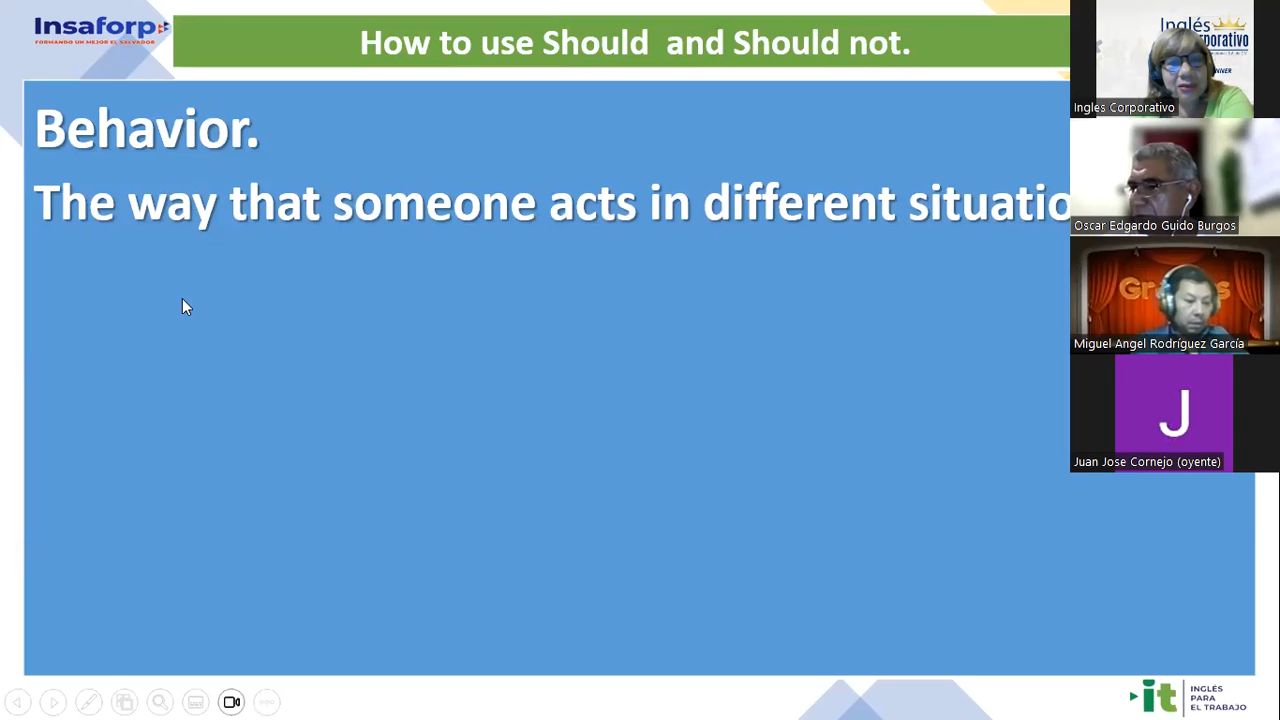 Insaforp
FORMANDO UN MEJOR EL SALVADOR
How to use Should and Should not.
Behavior.
The way that someone acts in different situatio
Inglés
Ingles Corporativo
Oscar Edgardo Guido Burgos
Miguel Angel Rodríguez García
J
Juan Jose Cornejo (oyente)
it
INGLÉS
PARA
EL TRABAJO